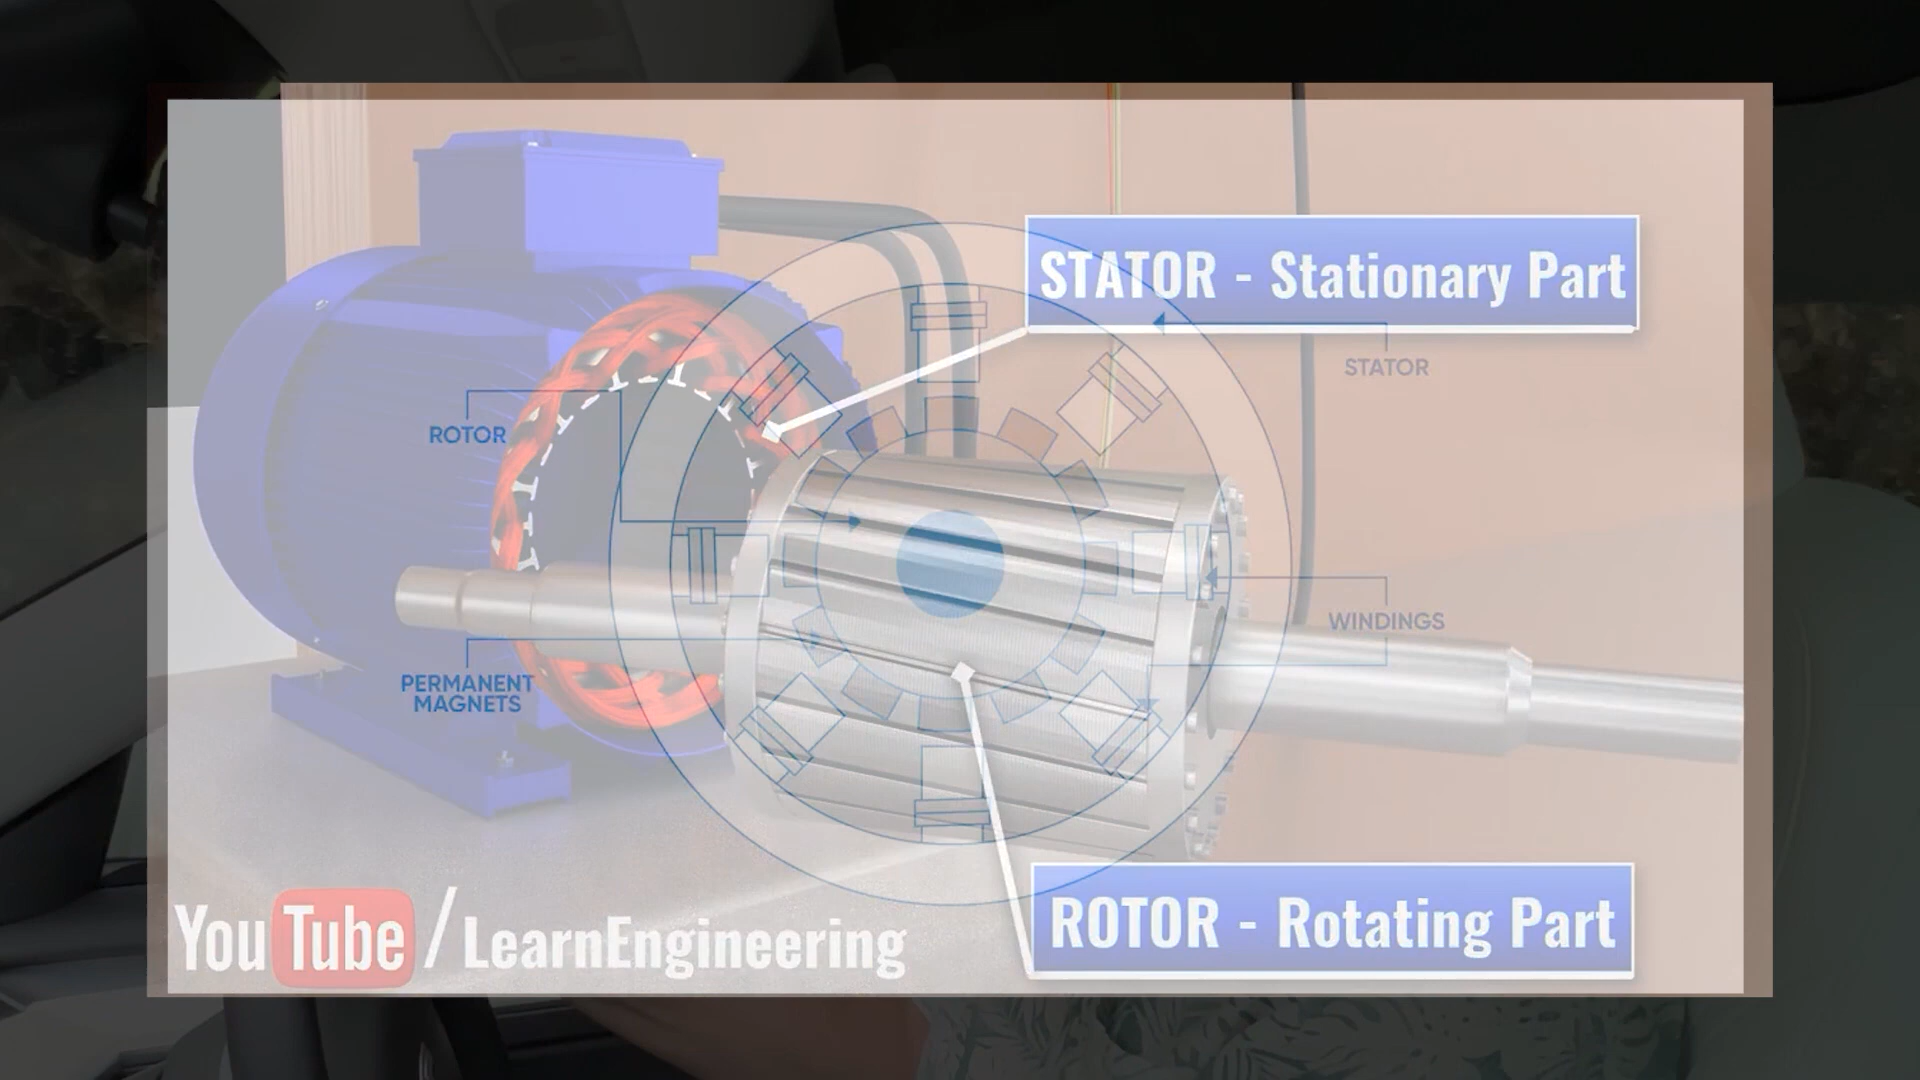 STATOR - Stationary Part
STATOR
ROTOR
WINDINGS
PERMANENT
MAGNETS
ROTOR - Rotating Part
YouTube / LearnEngineering